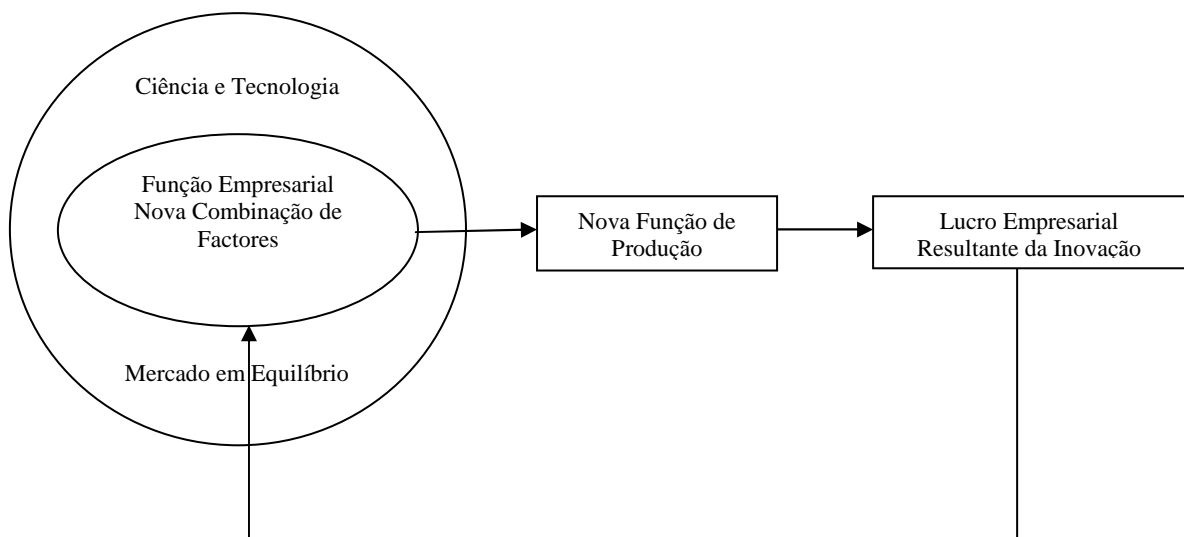 Ciência e Tecnologia
Função Empresarial
Nova Combinação de
Factores
Mercado em Equilíbrio
Nova Função de
Produção
Lucro Empresarial
Resultante da Inovação